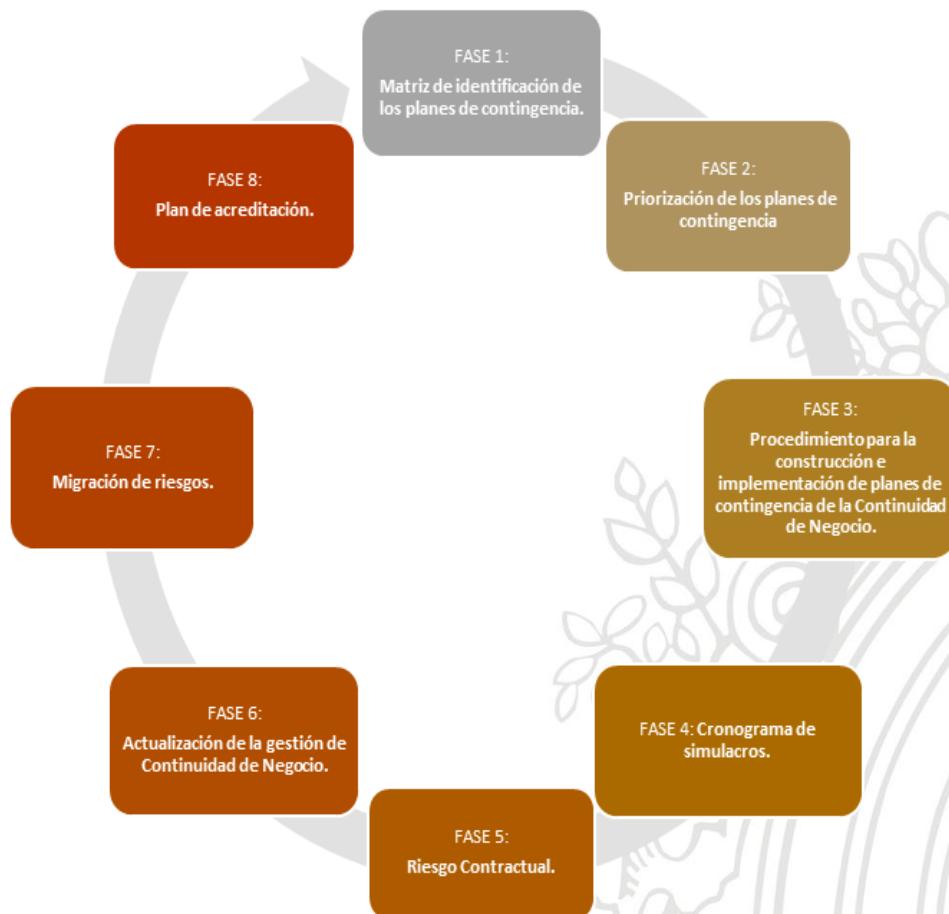 FASE 1:
Matriz de identificación de
los planes de contingencia.
FASE 2:
Priorización de los planes de
contingencia
FASE 3:
Procedimiento para la
construcción e
implementación de planes de
contingencia de la Continuidad
de Negocio.
FASE 4: Cronograma de
simulacros.
FASE 5:
Riesgo Contractual.
FASE 6:
Actualización de la gestión de
Continuidad de Negocio.
FASE 7:
Migración de riesgos.
FASE 8:
Plan de acreditación.